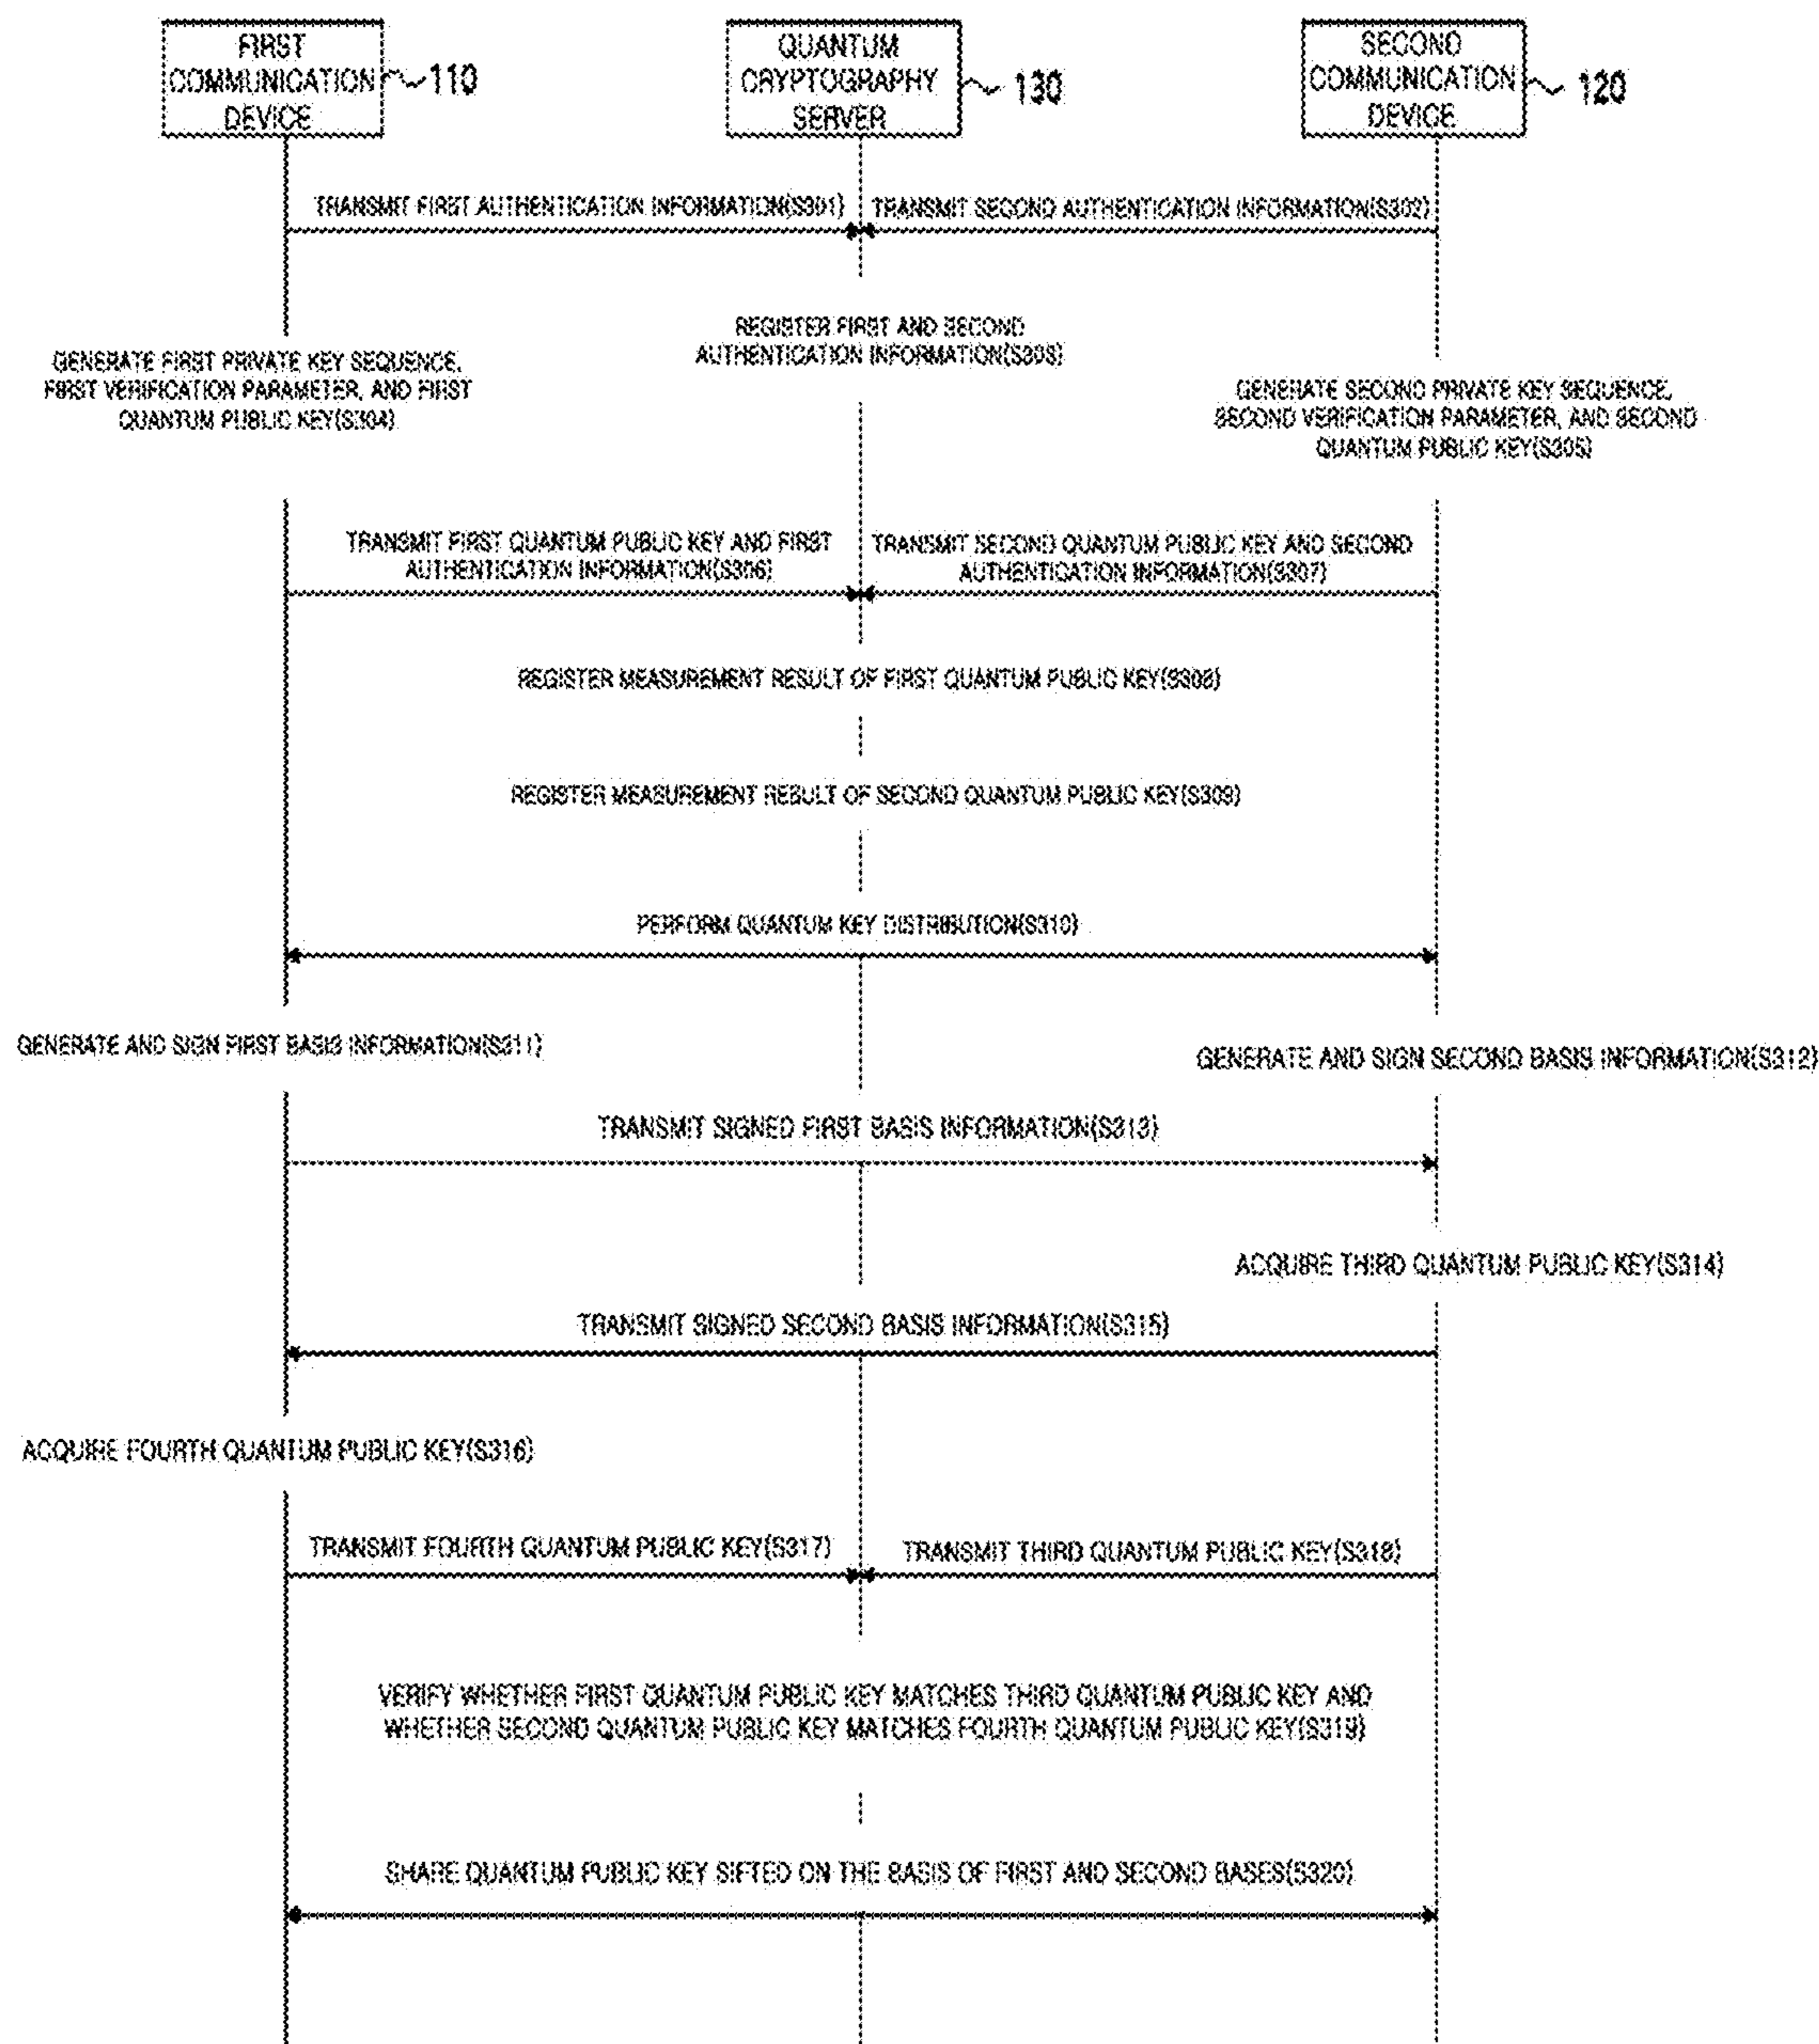 FIRST
COMMUNICATION
DEVICE
110
QUANTUM
CRYPTOGRAPHY
SERVER
130
SECOND
COMMUNICATION
DEVICE
120
TRANSMIT FIRST AUTHENTICATION INFORMATION(S301)
TRANSMIT SECOND AUTHENTICATION INFORMATION(S302)
REGISTER FIRST AND SECOND
AUTHENTICATION INFORMATION(S303)
GENERATE FIRST PRIVATE KEY SEQUENCE,
FIRST VERIFICATION PARAMETER, AND FIRST
QUANTUM PUBLIC KEY(S304)
GENERATE SECOND PRIVATE KEY SEQUENCE,
SECOND VERIFICATION PARAMETER, AND SECOND
QUANTUM PUBLIC KEY(S305)
TRANSMIT FIRST QUANTUM PUBLIC KEY AND FIRST
AUTHENTICATION INFORMATION(S306)
TRANSMIT SECOND QUANTUM PUBLIC KEY AND SECOND
AUTHENTICATION INFORMATION(S307)
REGISTER MEASUREMENT RESULT OF FIRST QUANTUM PUBLIC KEY(S308)
REGISTER MEASUREMENT RESULT OF SECOND QUANTUM PUBLIC KEY(S309)
PERFORM QUANTUM KEY DISTRIBUTION(S310)
GENERATE AND SIGN FIRST BASIS INFORMATION(S311)
GENERATE AND SIGN SECOND BASIS INFORMATION(S312)
TRANSMIT SIGNED FIRST BASIS INFORMATION(S313)
ACQUIRE THIRD QUANTUM PUBLIC KEY(S314)
TRANSMIT SIGNED SECOND BASIS INFORMATION(S315)
ACQUIRE FOURTH QUANTUM PUBLIC KEY(S316)
TRANSMIT FOURTH QUANTUM PUBLIC KEY(S317)
TRANSMIT THIRD QUANTUM PUBLIC KEY(S318)
VERIFY WHETHER FIRST QUANTUM PUBLIC KEY MATCHES THIRD QUANTUM PUBLIC KEY AND
WHETHER SECOND QUANTUM PUBLIC KEY MATCHES FOURTH QUANTUM PUBLIC KEY(S319)
SHARE QUANTUM PUBLIC KEY SIFTED ON THE BASIS OF FIRST AND SECOND BASES(S320)